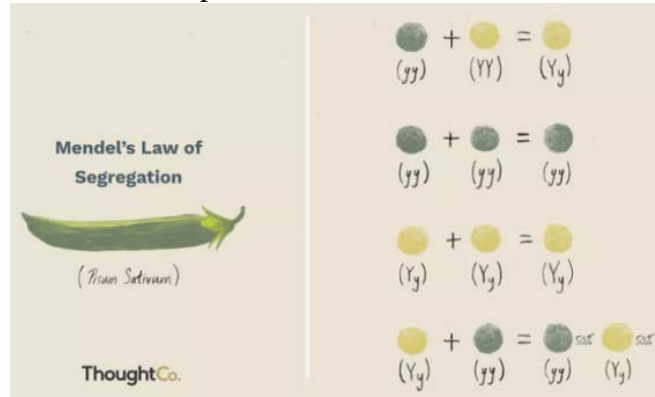 Mendel's Law of
Segregation
(Pisum Sativum)
ThoughtCo.
+ =
(yy) (YY) (Yy)
+ =
(yy) (yy) (yy)
+ =
(Yy) (Yy) (Yy)
+ = 50% 50%
(Yy) (yy) (yy) (Yy)